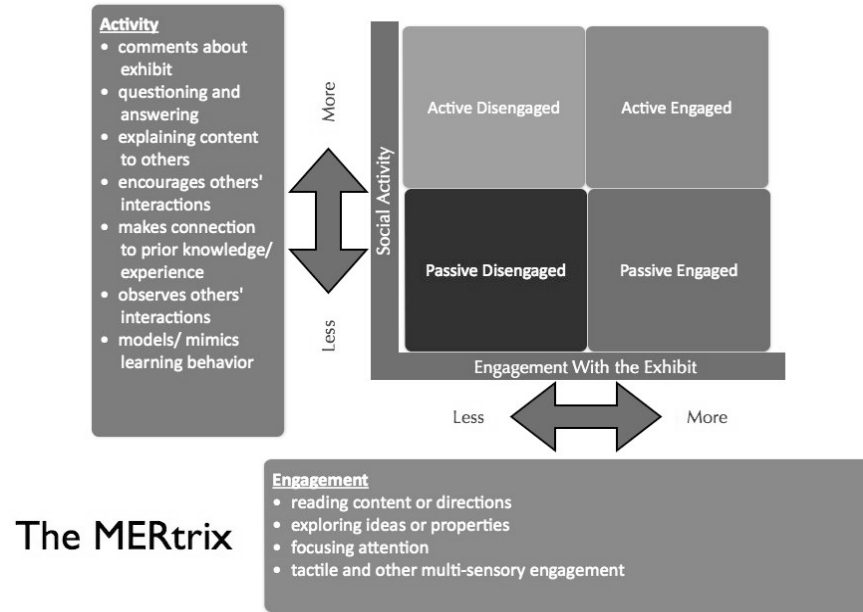 Activity
• comments about
exhibit
• questioning and
answering
• explaining content
to others
• encourages others'
interactions
• makes connection
to prior knowledge/
experience
• observes others'
interactions
• models/ mimics
learning behavior
More
Less
Social Activity
Active Disengaged
Active Engaged
Passive Disengaged
Passive Engaged
Engagement With the Exhibit
Less
More
The MERtrix
Engagement
• reading content or directions
• exploring ideas or properties
• focusing attention
• tactile and other multi-sensory engagement